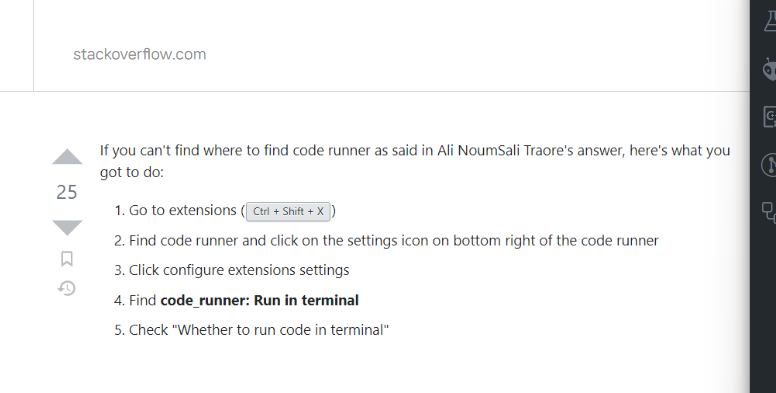 stackoverflow.com
If you can't find where to find code runner as said in Ali NoumSali Traore's answer, here's what you
got to do:
25
1. Go to extensions ( Ctrl + Shift + X )
2. Find code runner and click on the settings icon on bottom right of the code runner
3. Click configure extensions settings
4. Find code_runner: Run in terminal
5. Check "Whether to run code in terminal"